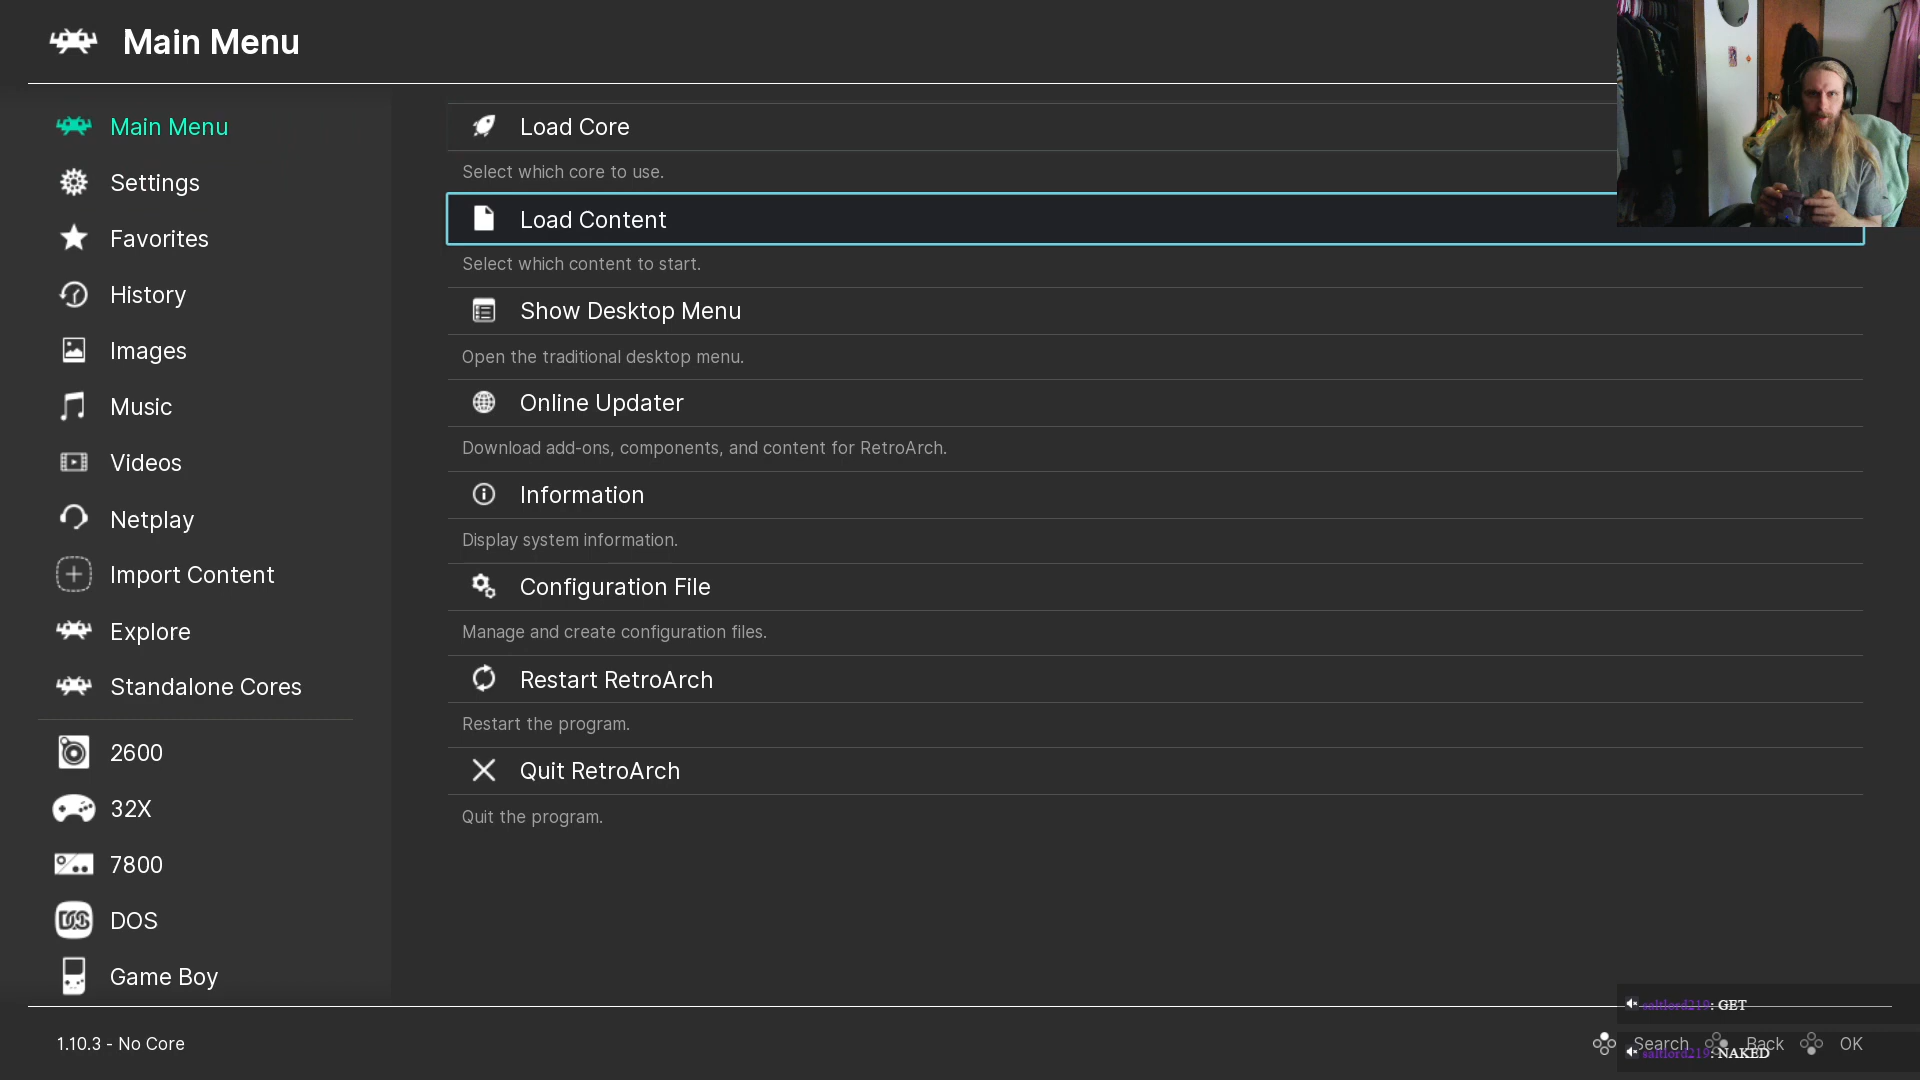 Main Menu
Main Menu
Settings
Favorites
History
Images
Music
Videos
Netplay
Import Content
Explore
Standalone Cores
2600
32X
7800
DOS
Game Boy
Load Core
Select which core to use.
Load Content
Select which content to start.
Show Desktop Menu
Open the traditional desktop menu.
Online Updater
Download add-ons, components, and content for RetroArch.
Information
Display system information.
Configuration File
Manage and create configuration files.
Restart RetroArch
Restart the program.
Quit RetroArch
Quit the program.
saltlord219: GET
saltlord219: NAKED
1.10.3 - No Core
Search
Back
OK